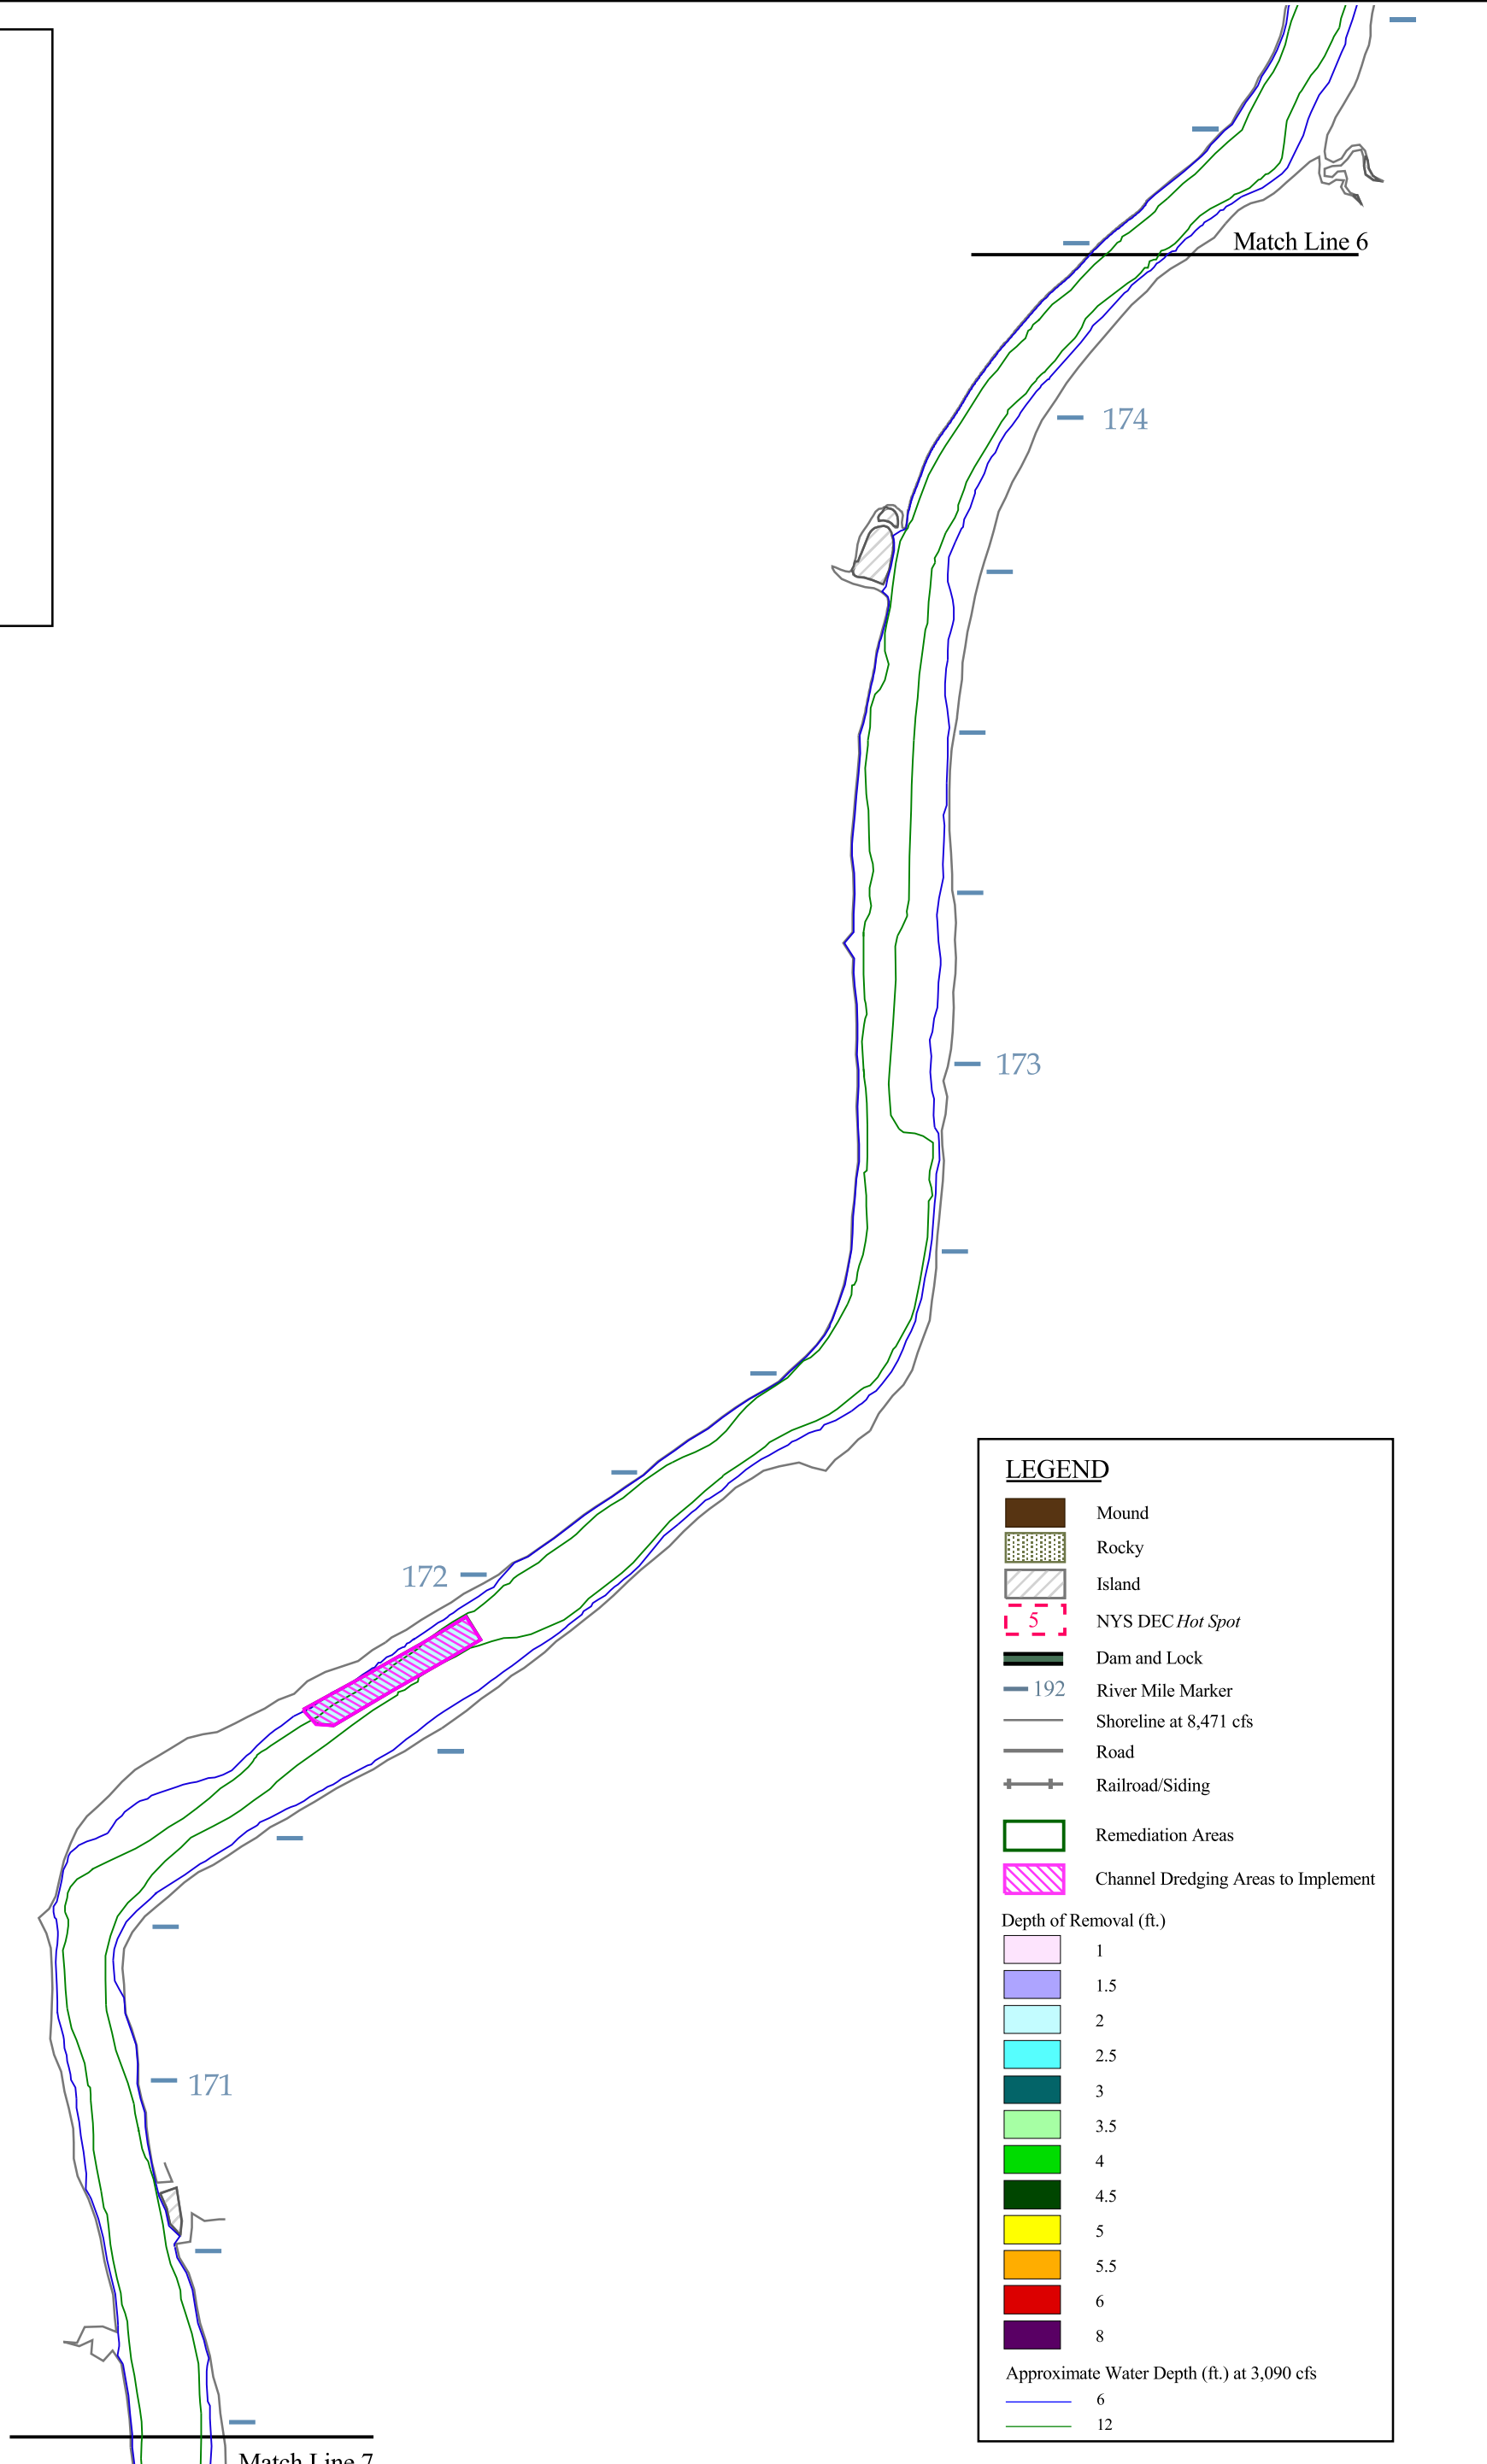 Match Line 6
174
173
172
171
Match Line 7
LEGEND
Mound
Rocky
Island
5 NYS DEC Hot Spot
Dam and Lock
192 River Mile Marker
Shoreline at 8,471 cfs
Road
Railroad/Siding
Remediation Areas
Channel Dredging Areas to Implement
Depth of Removal (ft.)
1
1.5
2
2.5
3
3.5
4
4.5
5
5.5
6
8
Approximate Water Depth (ft.) at 3,090 cfs
6
12